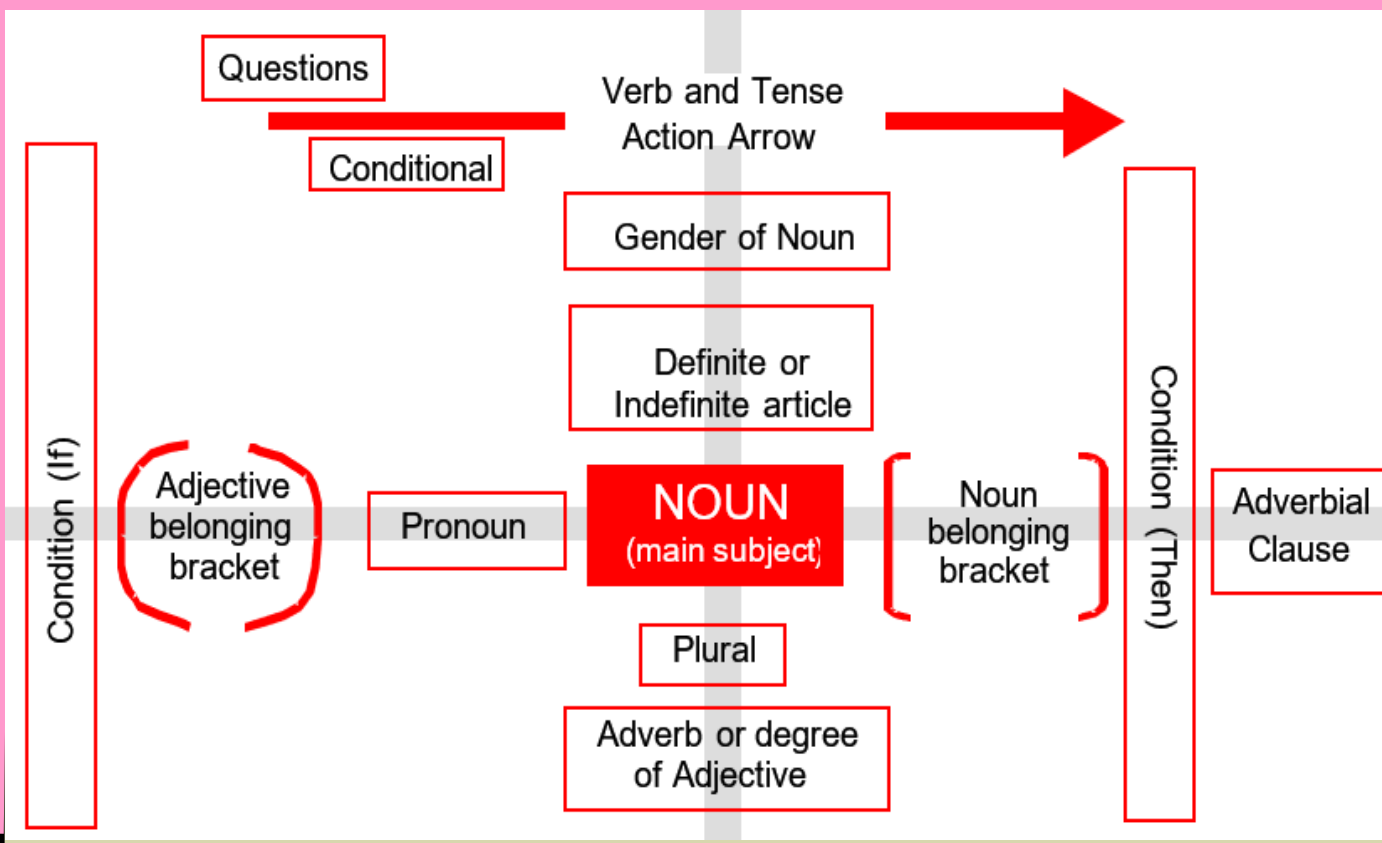 Questions
Verb and Tense
Action Arrow
Conditional
Gender of Noun
Definite or
Indefinite article
Condition (If)
Adjective
belonging
bracket
Pronoun
NOUN
(main subject)
Noun
belonging
bracket
Condition (Then)
Adverbial
Clause
Plural
Adverb or degree
of Adjective